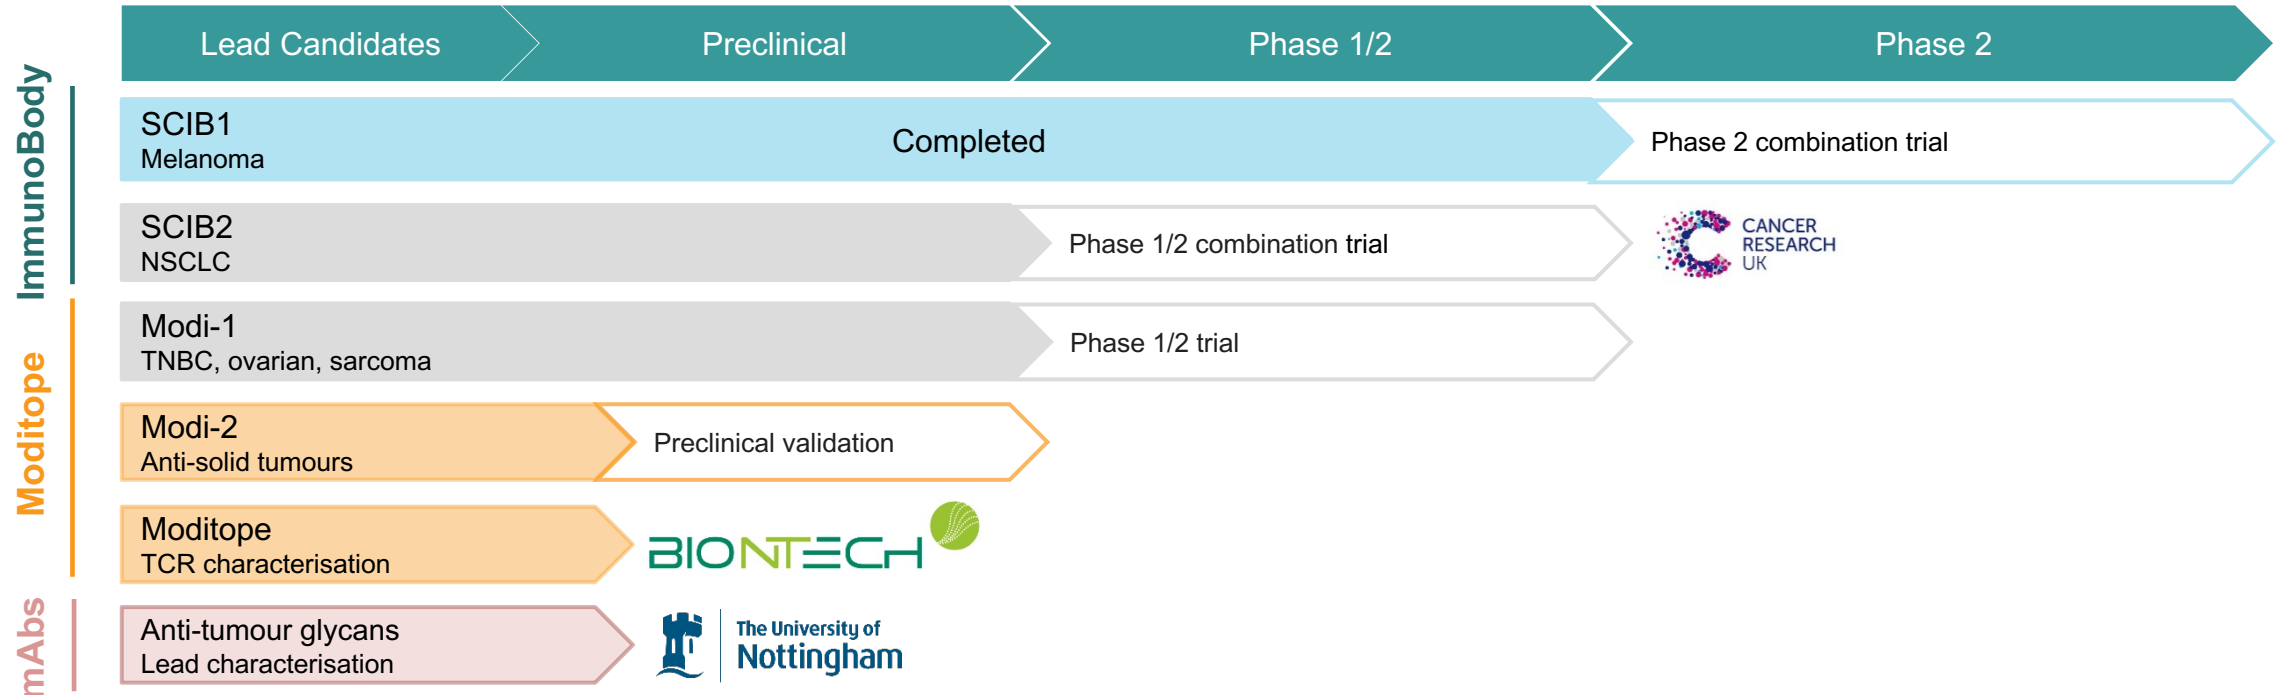 Lead Candidates
Preclinical
Phase 1/2
Phase 2
ImmunoBody
SCIB1
Melanoma
Completed
Phase 2 combination trial
SCIB2
NSCLC
Phase 1/2 combination trial
CANCER
RESEARCH
UK
Moditope
Modi-1
TNBC, ovarian, sarcoma
Phase 1/2 trial
Modi-2
Anti-solid tumours
Preclinical validation
Moditope
TCR characterisation
BIONTECH
mAbs
Anti-tumour glycans
Lead characterisation
The University of
Nottingham